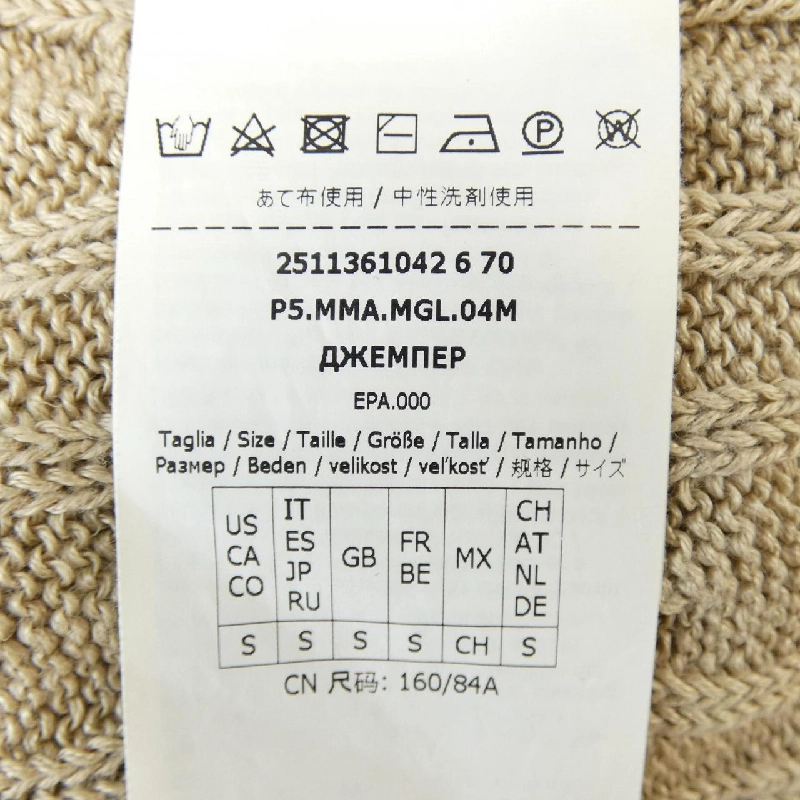 P W
あて布使用 / 中性洗剤使用
2511361042 6 70
P5.MMA.MGL.04M
ДЖЕМПЕР
EPA.000
Taglia / Size / Taille / Größe / Talla / Tamanho /
Размер / Beden / velikost / veľkosť / 规格 / サイズ
US CA CO IT ES JP RU GB FR BE MX CH AT NL DE
S S S S CH S
CN 尺码: 160/84A